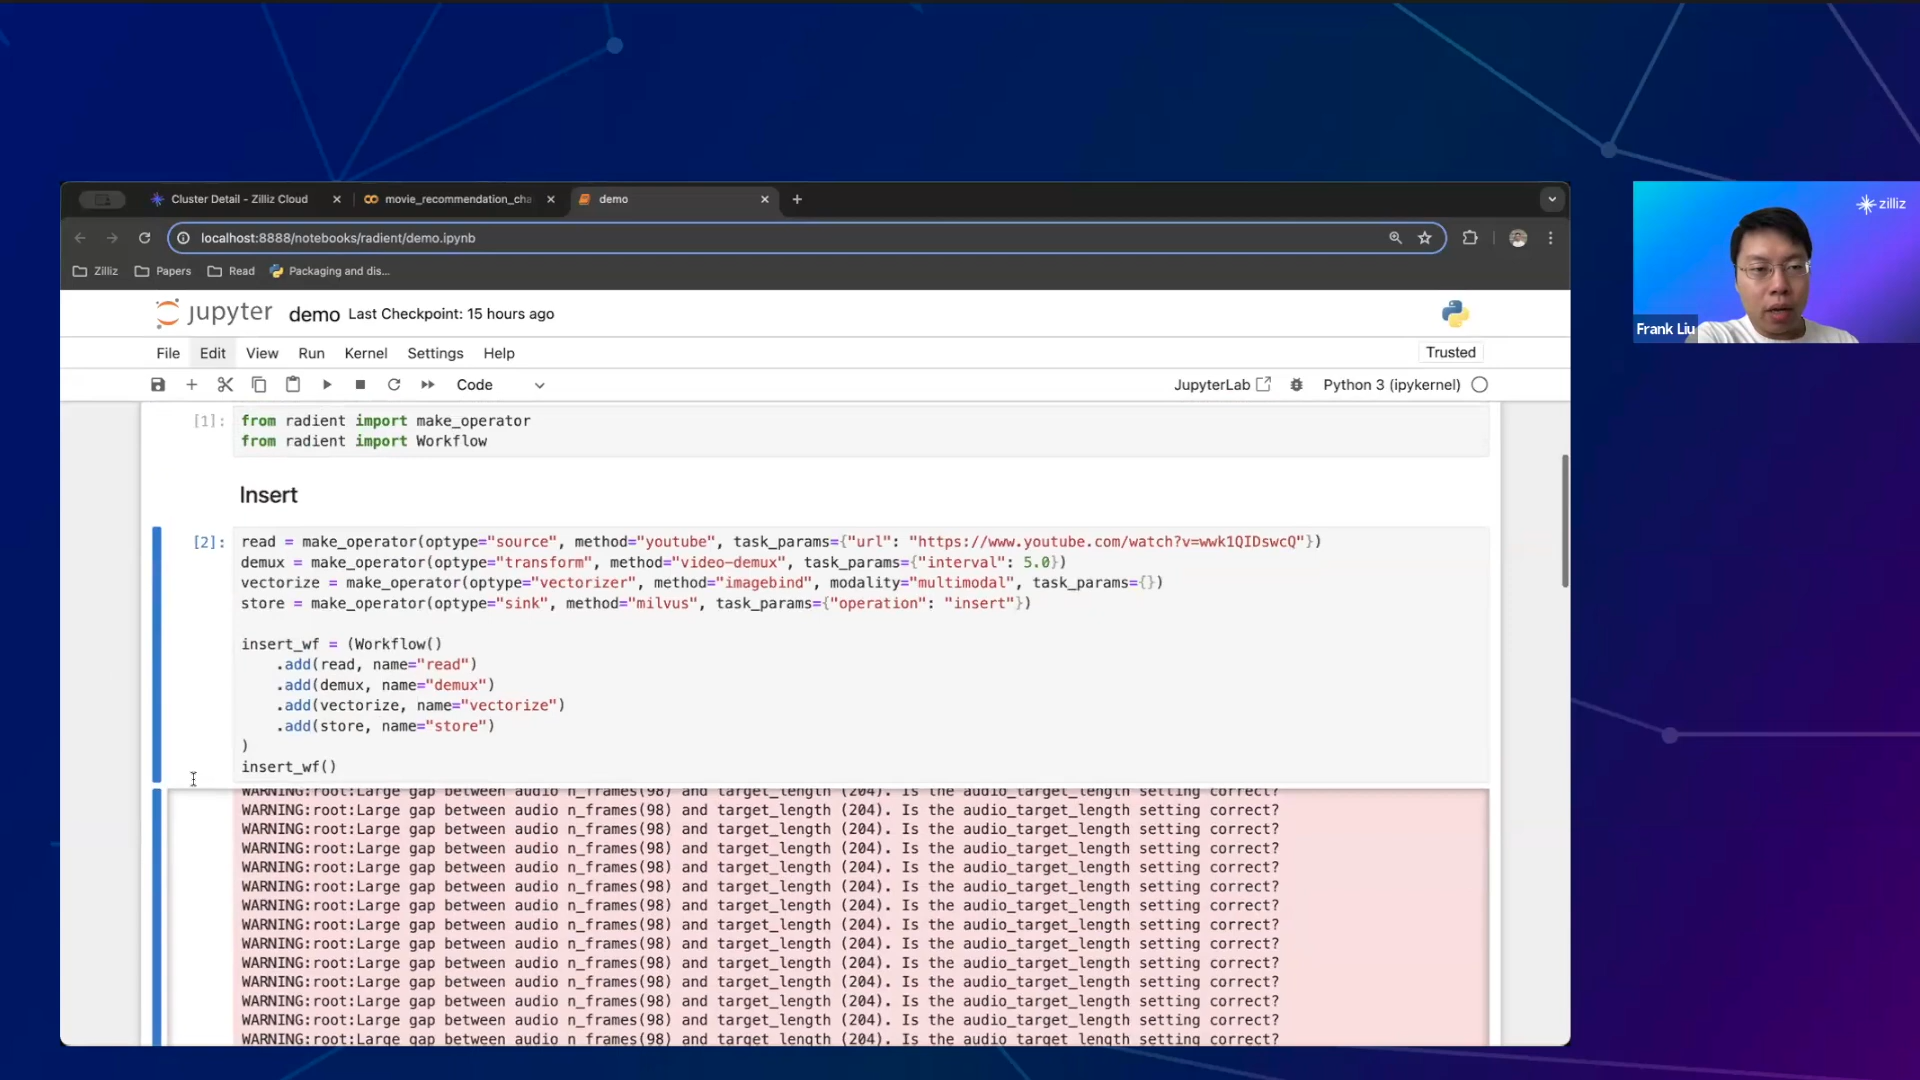 Cluster Detail - Zilliz Cloud
movie_recommendation_cha
demo
localhost:8888/notebooks/radient/demo.ipynb
Zilliz
Papers
Read
Packaging and dis...
jupyter demo Last Checkpoint: 15 hours ago
File Edit View Run Kernel Settings Help
Trusted
Code
JupyterLab
Python 3 (ipykernel)
[1]:
from radient import make_operator
from radient import Workflow
Insert
[2]:
read = make_operator(optype="source", method="youtube", task_params={"url": "https://www.youtube.com/watch?v=wwk1QIDswcQ"})
demux = make_operator(optype="transform", method="video-demux", task_params={"interval": 5.0})
vectorize = make_operator(optype="vectorizer", method="imagebind", modality="multimodal", task_params={})
store = make_operator(optype="sink", method="milvus", task_params={"operation": "insert"})
insert_wf = (Workflow()
    .add(read, name="read")
    .add(demux, name="demux")
    .add(vectorize, name="vectorize")
    .add(store, name="store")
)
insert_wf()
WARNING:root:Large gap between audio n_frames(98) and target_length (204). Is the audio_target_length setting correct?
WARNING:root:Large gap between audio n_frames(98) and target_length (204). Is the audio_target_length setting correct?
WARNING:root:Large gap between audio n_frames(98) and target_length (204). Is the audio_target_length setting correct?
WARNING:root:Large gap between audio n_frames(98) and target_length (204). Is the audio_target_length setting correct?
WARNING:root:Large gap between audio n_frames(98) and target_length (204). Is the audio_target_length setting correct?
WARNING:root:Large gap between audio n_frames(98) and target_length (204). Is the audio_target_length setting correct?
WARNING:root:Large gap between audio n_frames(98) and target_length (204). Is the audio_target_length setting correct?
WARNING:root:Large gap between audio n_frames(98) and target_length (204). Is the audio_target_length setting correct?
WARNING:root:Large gap between audio n_frames(98) and target_length (204). Is the audio_target_length setting correct?
WARNING:root:Large gap between audio n_frames(98) and target_length (204). Is the audio_target_length setting correct?
WARNING:root:Large gap between audio n_frames(98) and target_length (204). Is the audio_target_length setting correct?
WARNING:root:Large gap between audio n_frames(98) and target_length (204). Is the audio_target_length setting correct?
WARNING:root:Large gap between audio n_frames(98) and target_length (204). Is the audio_target_length setting correct?
WARNING:root:Large gap between audio n_frames(98) and target_length (204). Is the audio_target_length setting correct?
zilliz
Frank Liu